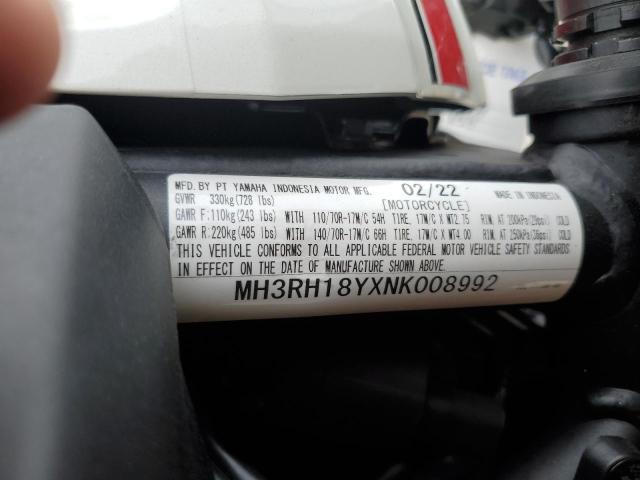 MFD. BY PT YAMAHA INDONESIA MOTOR MFG. 02/22 MADE IN INDONESIA
GVWR 330kg(728 lbs) [MOTORCYCLE]
GAWR F:110kg(243 lbs) WITH 110/70R-17M/C 54H TIRE, 17M/C X MT2.75 RIM, AT 200kPa(29psi) COLD
GAWR R:220kg(485 lbs) WITH 140/70R-17M/C 66H TIRE, 17M/C X MT4.00 RIM, AT 250kPa(36psi) COLD
THIS VEHICLE CONFORMS TO ALL APPLICABLE FEDERAL MOTOR VEHICLE SAFETY STANDARDS
IN EFFECT ON THE DATE OF MANUFACTURE SHOWN ABOVE.
MH3RH18YXNK008992